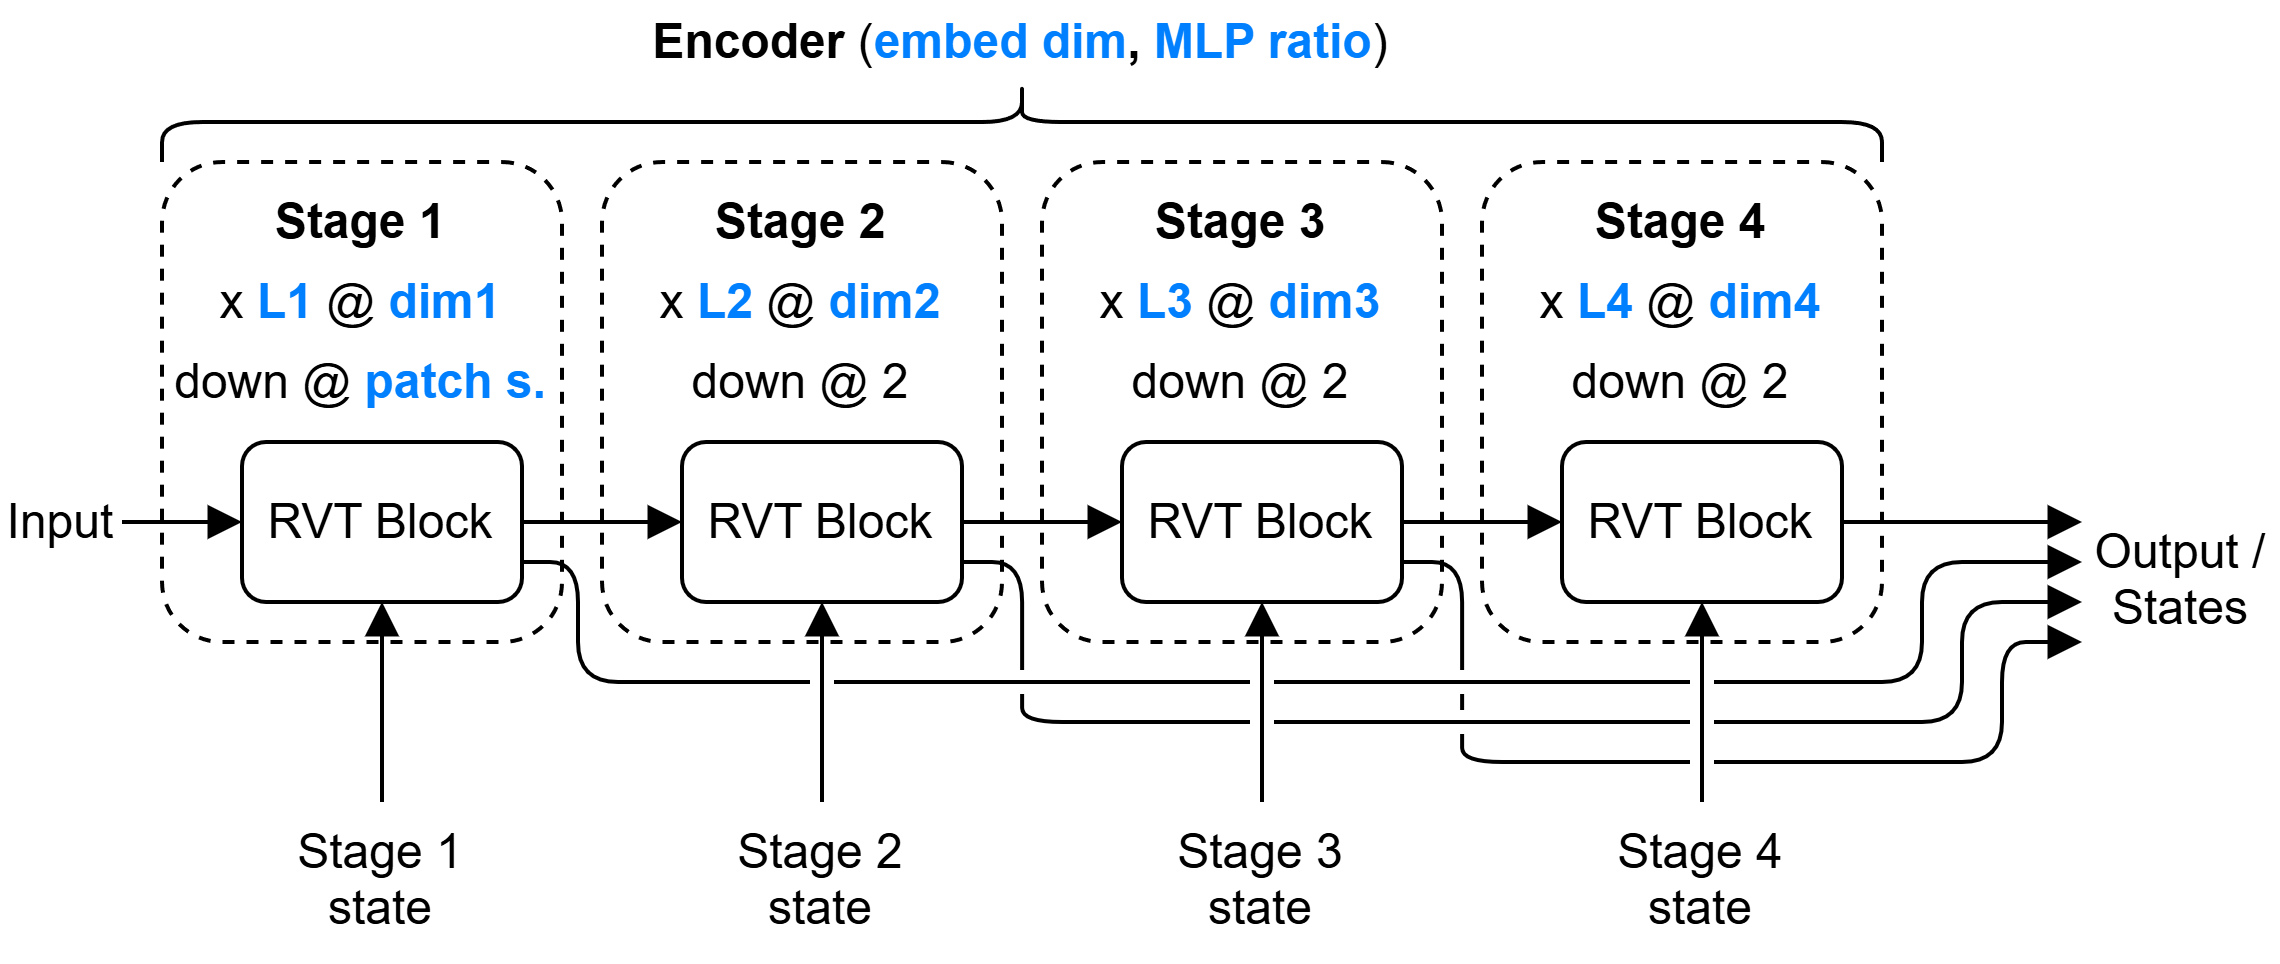 Encoder (embed dim, MLP ratio)
Stage 1
x L1 @ dim1
down @ patch s.
Stage 2
x L2 @ dim2
down @ 2
Stage 3
x L3 @ dim3
down @ 2
Stage 4
x L4 @ dim4
down @ 2
Input
RVT Block
RVT Block
RVT Block
RVT Block
Output /
States
Stage 1
state
Stage 2
state
Stage 3
state
Stage 4
state